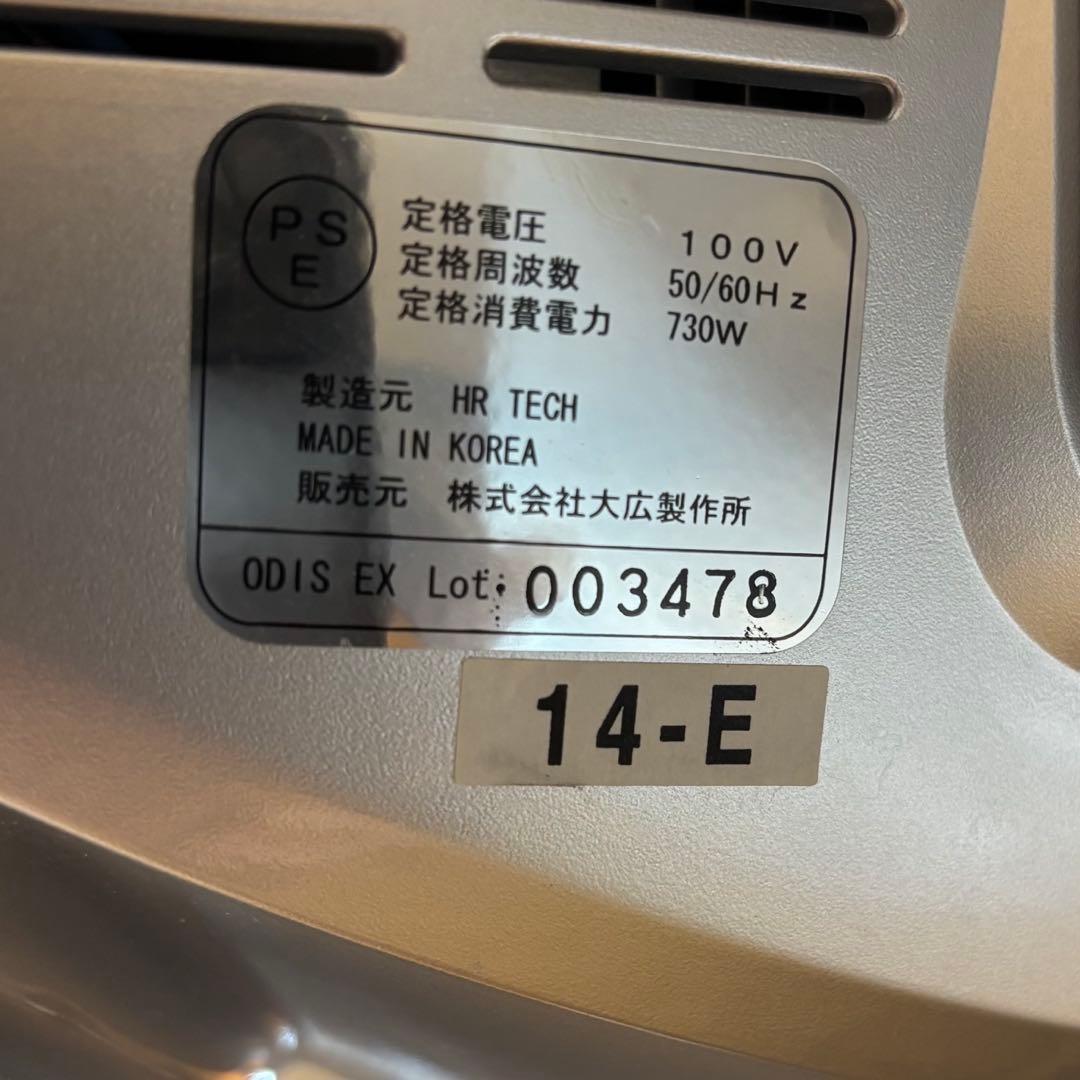 PSE
定格電圧 100V
定格周波数 50/60Hz
定格消費電力 730W
製造元 HR TECH
MADE IN KOREA
販売元 株式会社大広製作所
ODIS EX Lot: 003478
14-E